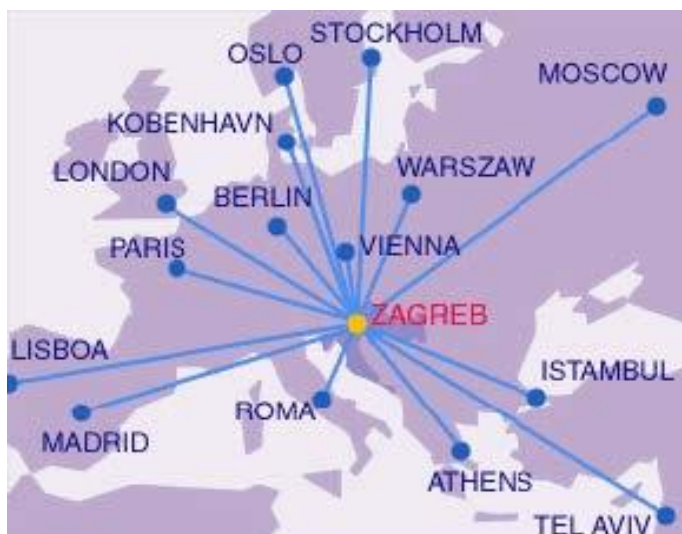 STOCKHOLM
OSLO
MOSCOW
KOBENHAVN
WARSZAW
LONDON
BERLIN
PARIS
VIENNA
ZAGREB
LISBOA
ISTAMBUL
ROMA
MADRID
ATHENS
TEL AVIV